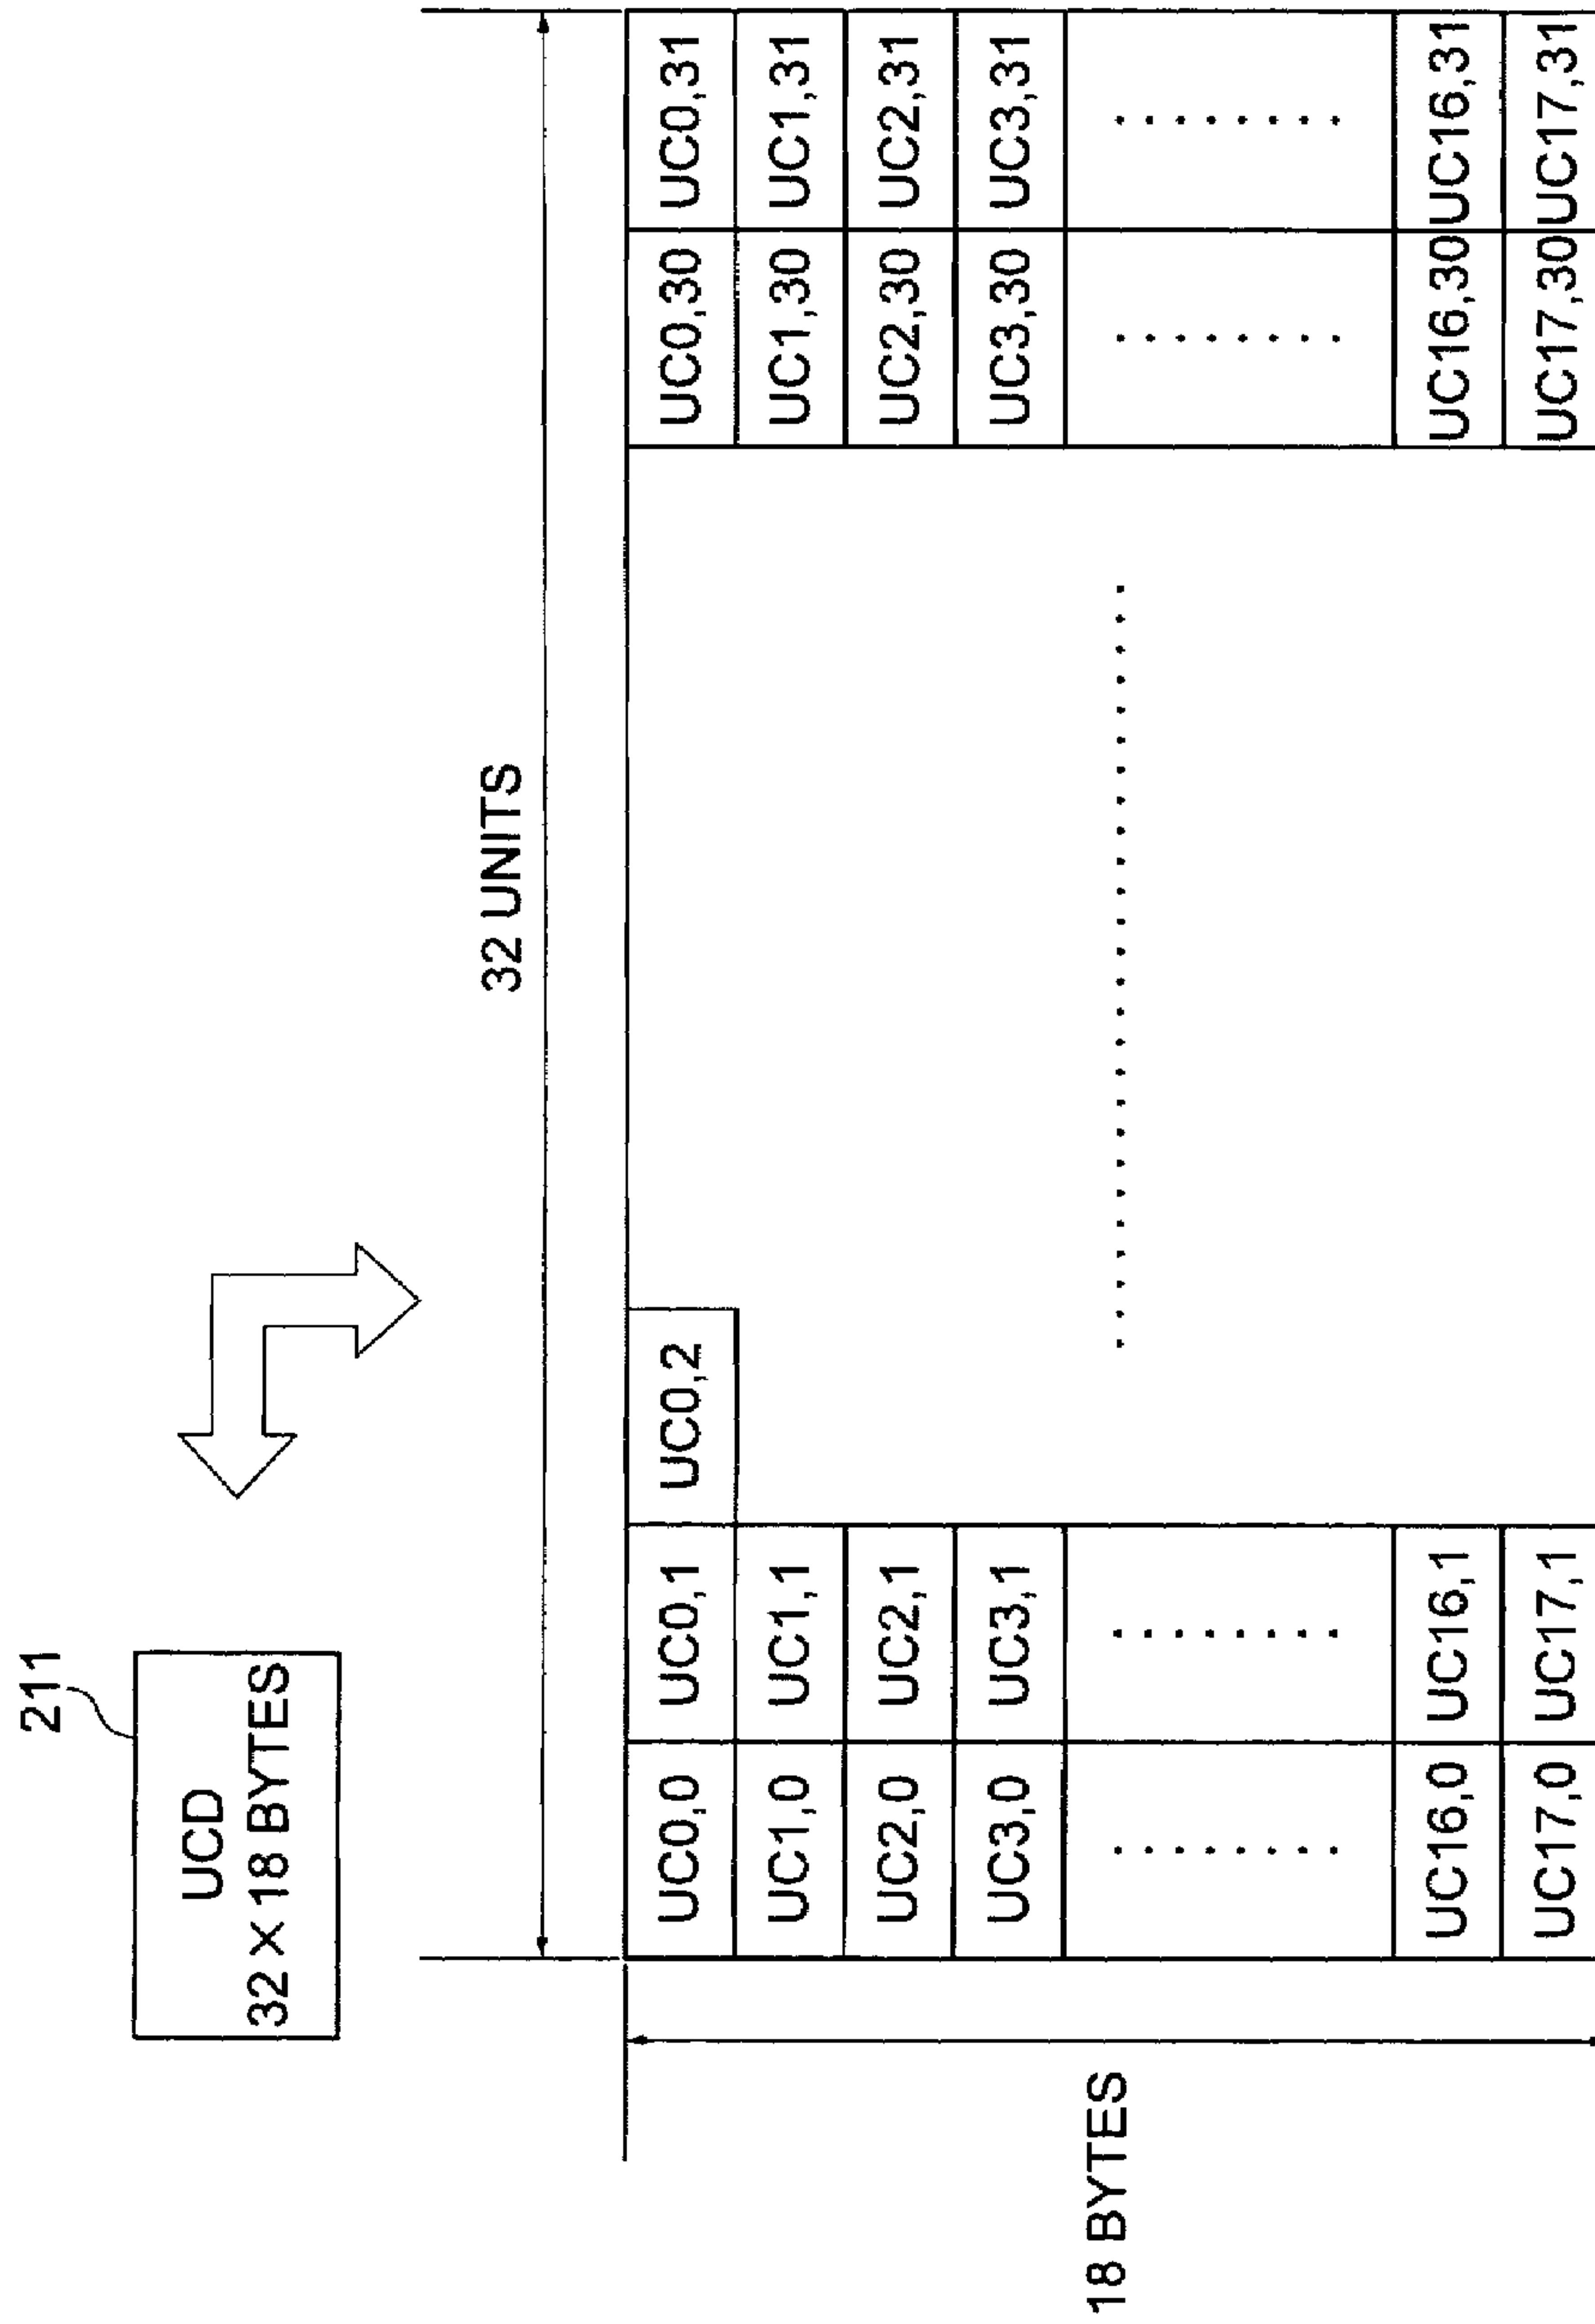 211
UCD
32 × 18 BYTES
32 UNITS
18 BYTES
UC0,0 UC0,1 UC0,2 UC0,30 UC0,31
UC1,0 UC1,1 UC1,30 UC1,31
UC2,0 UC2,1 UC2,30 UC2,31
UC3,0 UC3,1 UC3,30 UC3,31
UC16,0 UC16,1 UC16,30 UC16,31
UC17,0 UC17,1 UC17,30 UC17,31